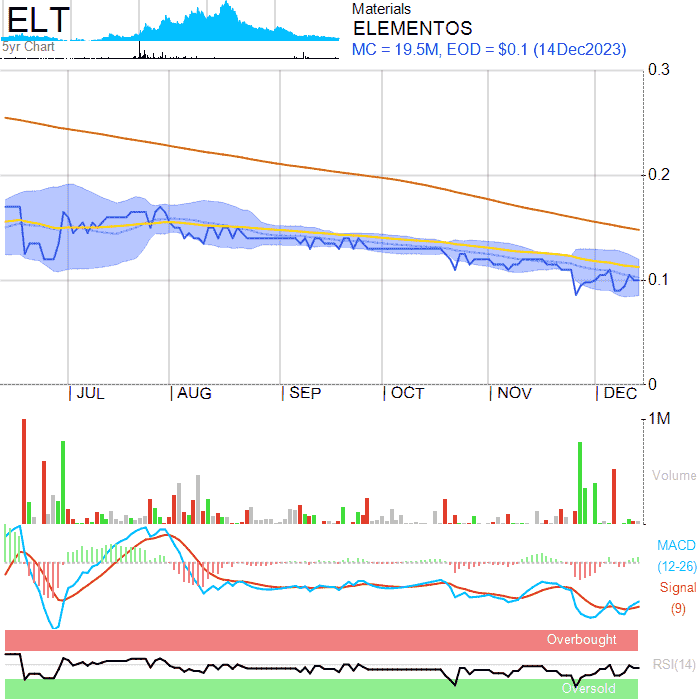 ELT
5yr Chart
Materials
ELEMENTOS
MC = 19.5M, EOD = $0.1 (14Dec2023)
0.3
0.2
0.1
0
JUL
AUG
SEP
OCT
NOV
DEC
1M
Volume
MACD
(12-26)
Signal
(9)
Overbought
RSI(14)
Oversold